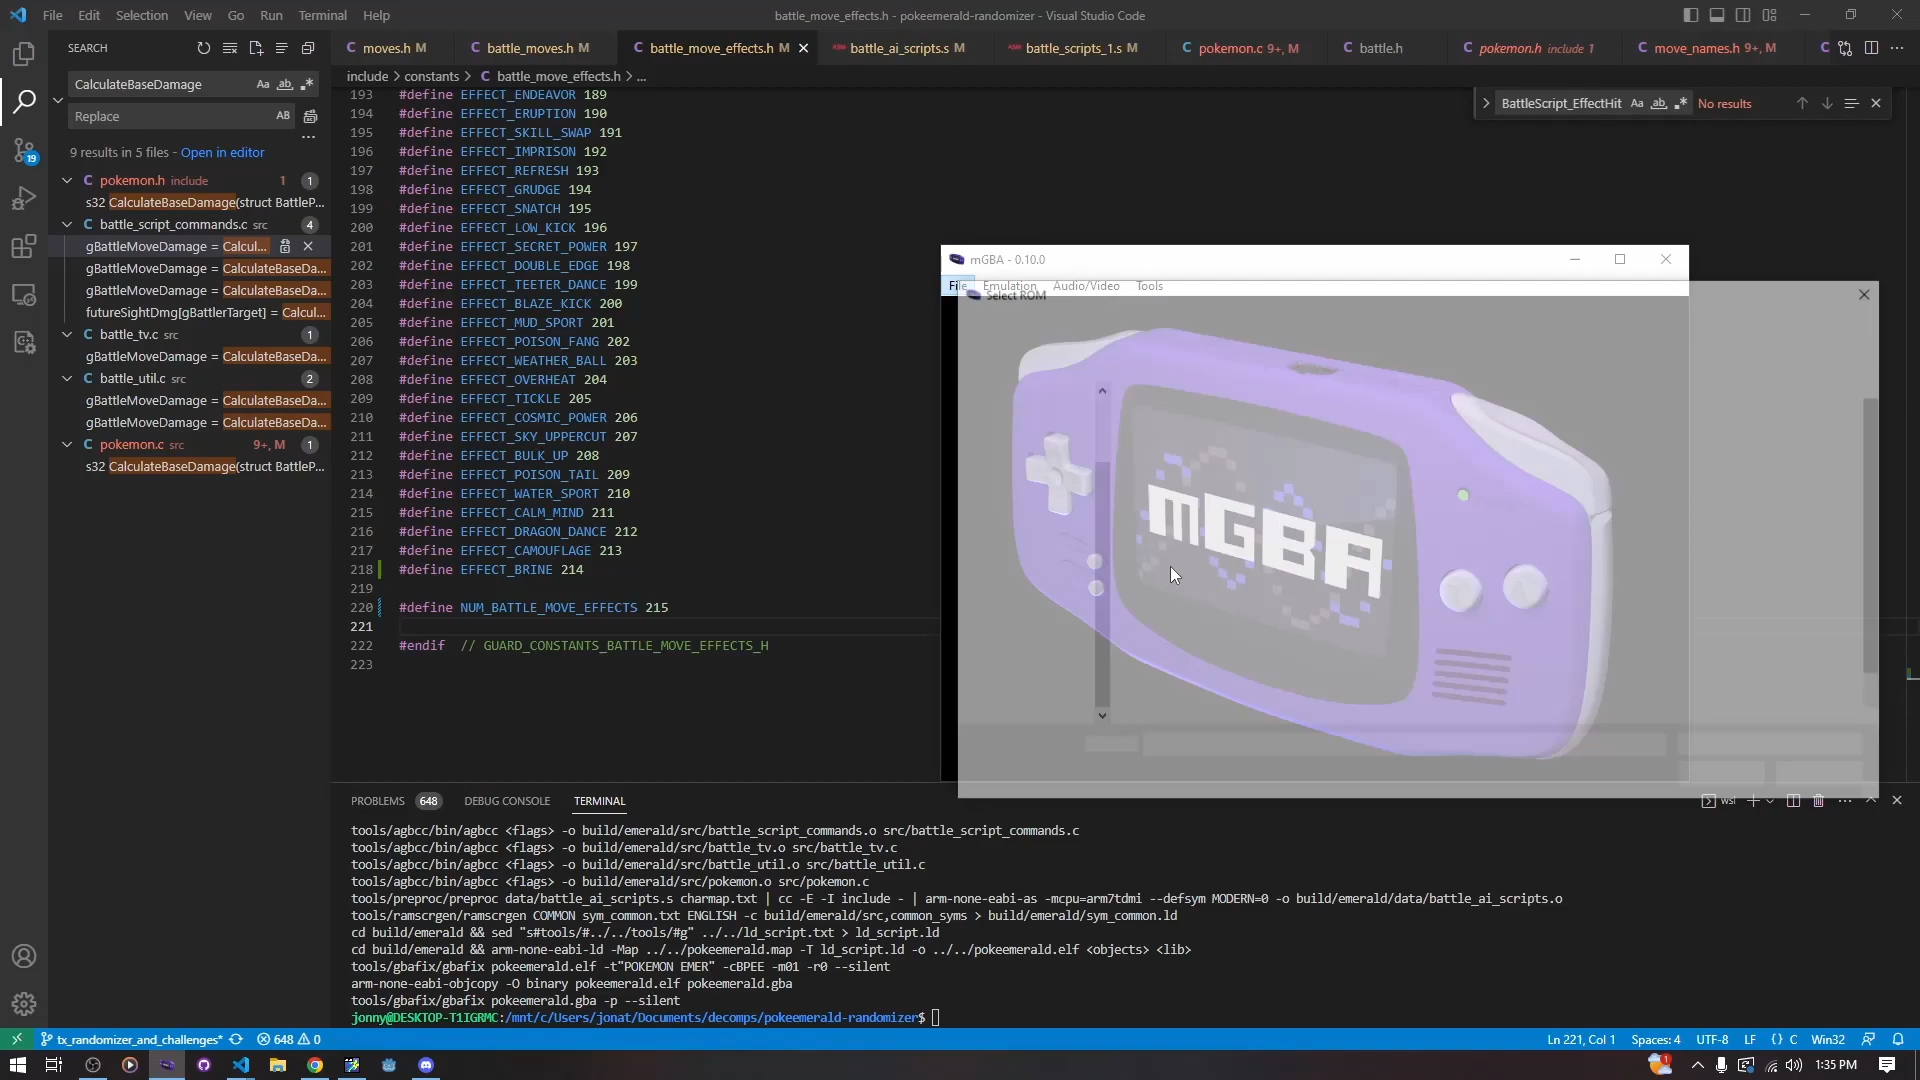 File Edit Selection View Go Run Terminal Help
battle_move_effects.h - pokeemerald-randomizer - Visual Studio Code
SEARCH
CalculateBaseDamage Aa ab
Replace AB
9 results in 5 files - Open in editor
pokemon.h include 1 1
s32 CalculateBaseDamage(struct BattleP...
battle_script_commands.c src 4
gBattleMoveDamage = Calcul...
gBattleMoveDamage = CalculateBaseDa...
gBattleMoveDamage = CalculateBaseDa...
futureSightDmg[gBattlerTarget] = Calcul...
battle_tv.c src 1
gBattleMoveDamage = CalculateBaseDa...
battle_util.c src 2
gBattleMoveDamage = CalculateBaseDa...
gBattleMoveDamage = CalculateBaseDa...
pokemon.c src 9+, M 1
s32 CalculateBaseDamage(struct BattleP...
C moves.h M C battle_moves.h M C battle_move_effects.h M ASM battle_ai_scripts.s M ASM battle_scripts_1.s M C pokemon.c 9+, M C battle.h C pokemon.h include 1 C move_names.h 9+, M C
include > constants > C battle_move_effects.h > ...
BattleScript_EffectHit Aa ab No results
193 #define EFFECT_ENDEAVOR 189
194 #define EFFECT_ERUPTION 190
195 #define EFFECT_SKILL_SWAP 191
196 #define EFFECT_IMPRISON 192
197 #define EFFECT_REFRESH 193
198 #define EFFECT_GRUDGE 194
199 #define EFFECT_SNATCH 195
200 #define EFFECT_LOW_KICK 196
201 #define EFFECT_SECRET_POWER 197
202 #define EFFECT_DOUBLE_EDGE 198
203 #define EFFECT_TEETER_DANCE 199
204 #define EFFECT_BLAZE_KICK 200
205 #define EFFECT_MUD_SPORT 201
206 #define EFFECT_POISON_FANG 202
207 #define EFFECT_WEATHER_BALL 203
208 #define EFFECT_OVERHEAT 204
209 #define EFFECT_TICKLE 205
210 #define EFFECT_COSMIC_POWER 206
211 #define EFFECT_SKY_UPPERCUT 207
212 #define EFFECT_BULK_UP 208
213 #define EFFECT_POISON_TAIL 209
214 #define EFFECT_WATER_SPORT 210
215 #define EFFECT_CALM_MIND 211
216 #define EFFECT_DRAGON_DANCE 212
217 #define EFFECT_CAMOUFLAGE 213
218 #define EFFECT_BRINE 214
219
220 #define NUM_BATTLE_MOVE_EFFECTS 215
221
222 #endif // GUARD_CONSTANTS_BATTLE_MOVE_EFFECTS_H
223
mGBA - 0.10.0
File Emulation Audio/Video Tools
Select ROM
mGBA
PROBLEMS 648 DEBUG CONSOLE TERMINAL
wsl
tools/agbcc/bin/agbcc <flags> -o build/emerald/src/battle_script_commands.o src/battle_script_commands.c
tools/agbcc/bin/agbcc <flags> -o build/emerald/src/battle_tv.o src/battle_tv.c
tools/agbcc/bin/agbcc <flags> -o build/emerald/src/battle_util.o src/battle_util.c
tools/agbcc/bin/agbcc <flags> -o build/emerald/src/pokemon.o src/pokemon.c
tools/preproc/preproc data/battle_ai_scripts.s charmap.txt | cc -E -I include - | arm-none-eabi-as -mcpu=arm7tdmi --defsym MODERN=0 -o build/emerald/data/battle_ai_scripts.o
tools/ramscrgen/ramscrgen COMMON sym_common.txt ENGLISH -c build/emerald/src,common_syms > build/emerald/sym_common.ld
cd build/emerald && sed "s#tools/#../../tools/#g" ../../ld_script.txt > ld_script.ld
cd build/emerald && arm-none-eabi-ld -Map ../../pokeemerald.map -T ld_script.ld -o ../../pokeemerald.elf <objects> <lib>
tools/gbafix/gbafix pokeemerald.elf -t"POKEMON EMER" -cBPEE -m01 -r0 --silent
arm-none-eabi-objcopy -O binary pokeemerald.elf pokeemerald.gba
tools/gbafix/gbafix pokeemerald.gba -p --silent
jonny@DESKTOP-T1IGRMC:/mnt/c/Users/jonat/Documents/decomps/pokeemerald-randomizer$
19
tx_randomizer_and_challenges* 648 0
Ln 221, Col 1 Spaces: 4 UTF-8 LF {} C Win32
1:35 PM